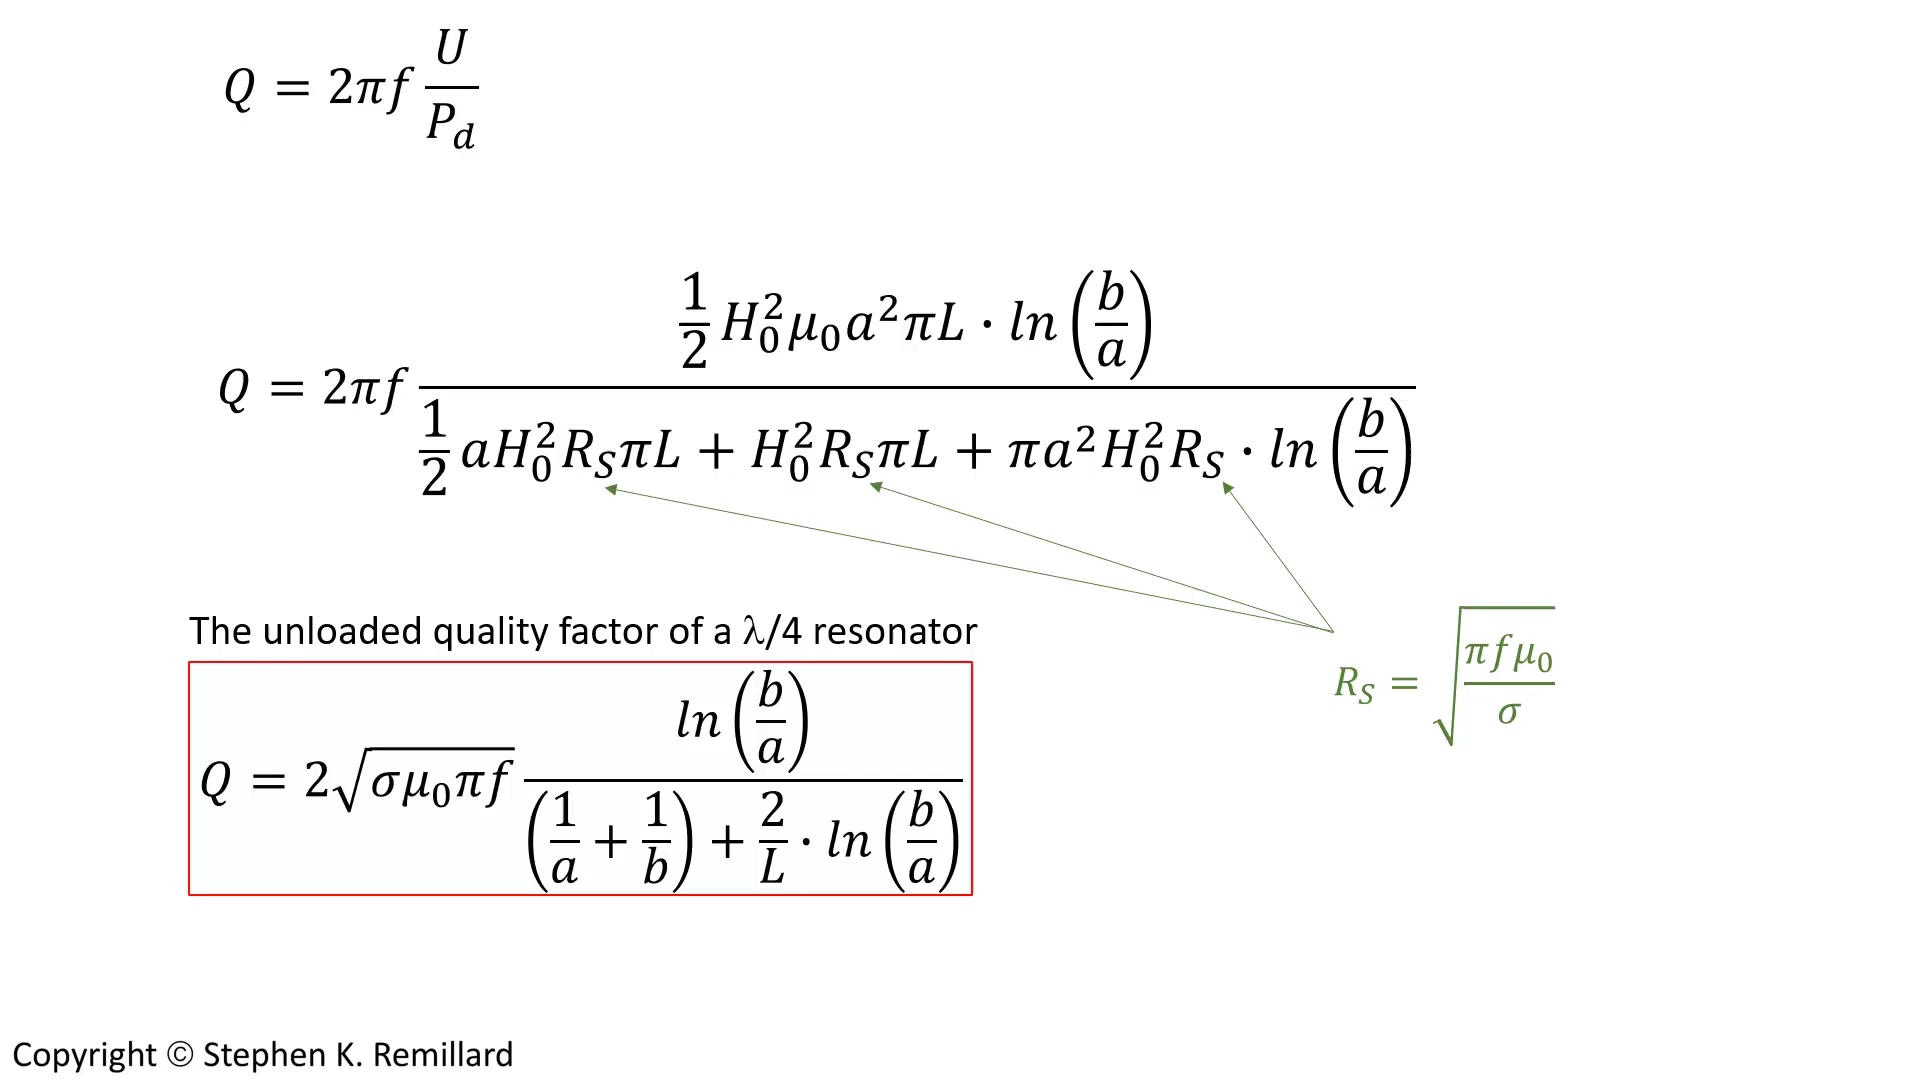 Q = 2πf U/P_d
Q = 2πf (1/2 H_0^2 μ_0 a^2 πL · ln(b/a)) / (1/2 aH_0^2 R_S πL + H_0^2 R_S πL + πa^2 H_0^2 R_S · ln(b/a))
The unloaded quality factor of a λ/4 resonator
R_S = √(πfμ_0/σ)
Q = 2√(σμ_0πf) ln(b/a) / ((1/a + 1/b) + 2/L · ln(b/a))
Copyright © Stephen K. Remillard